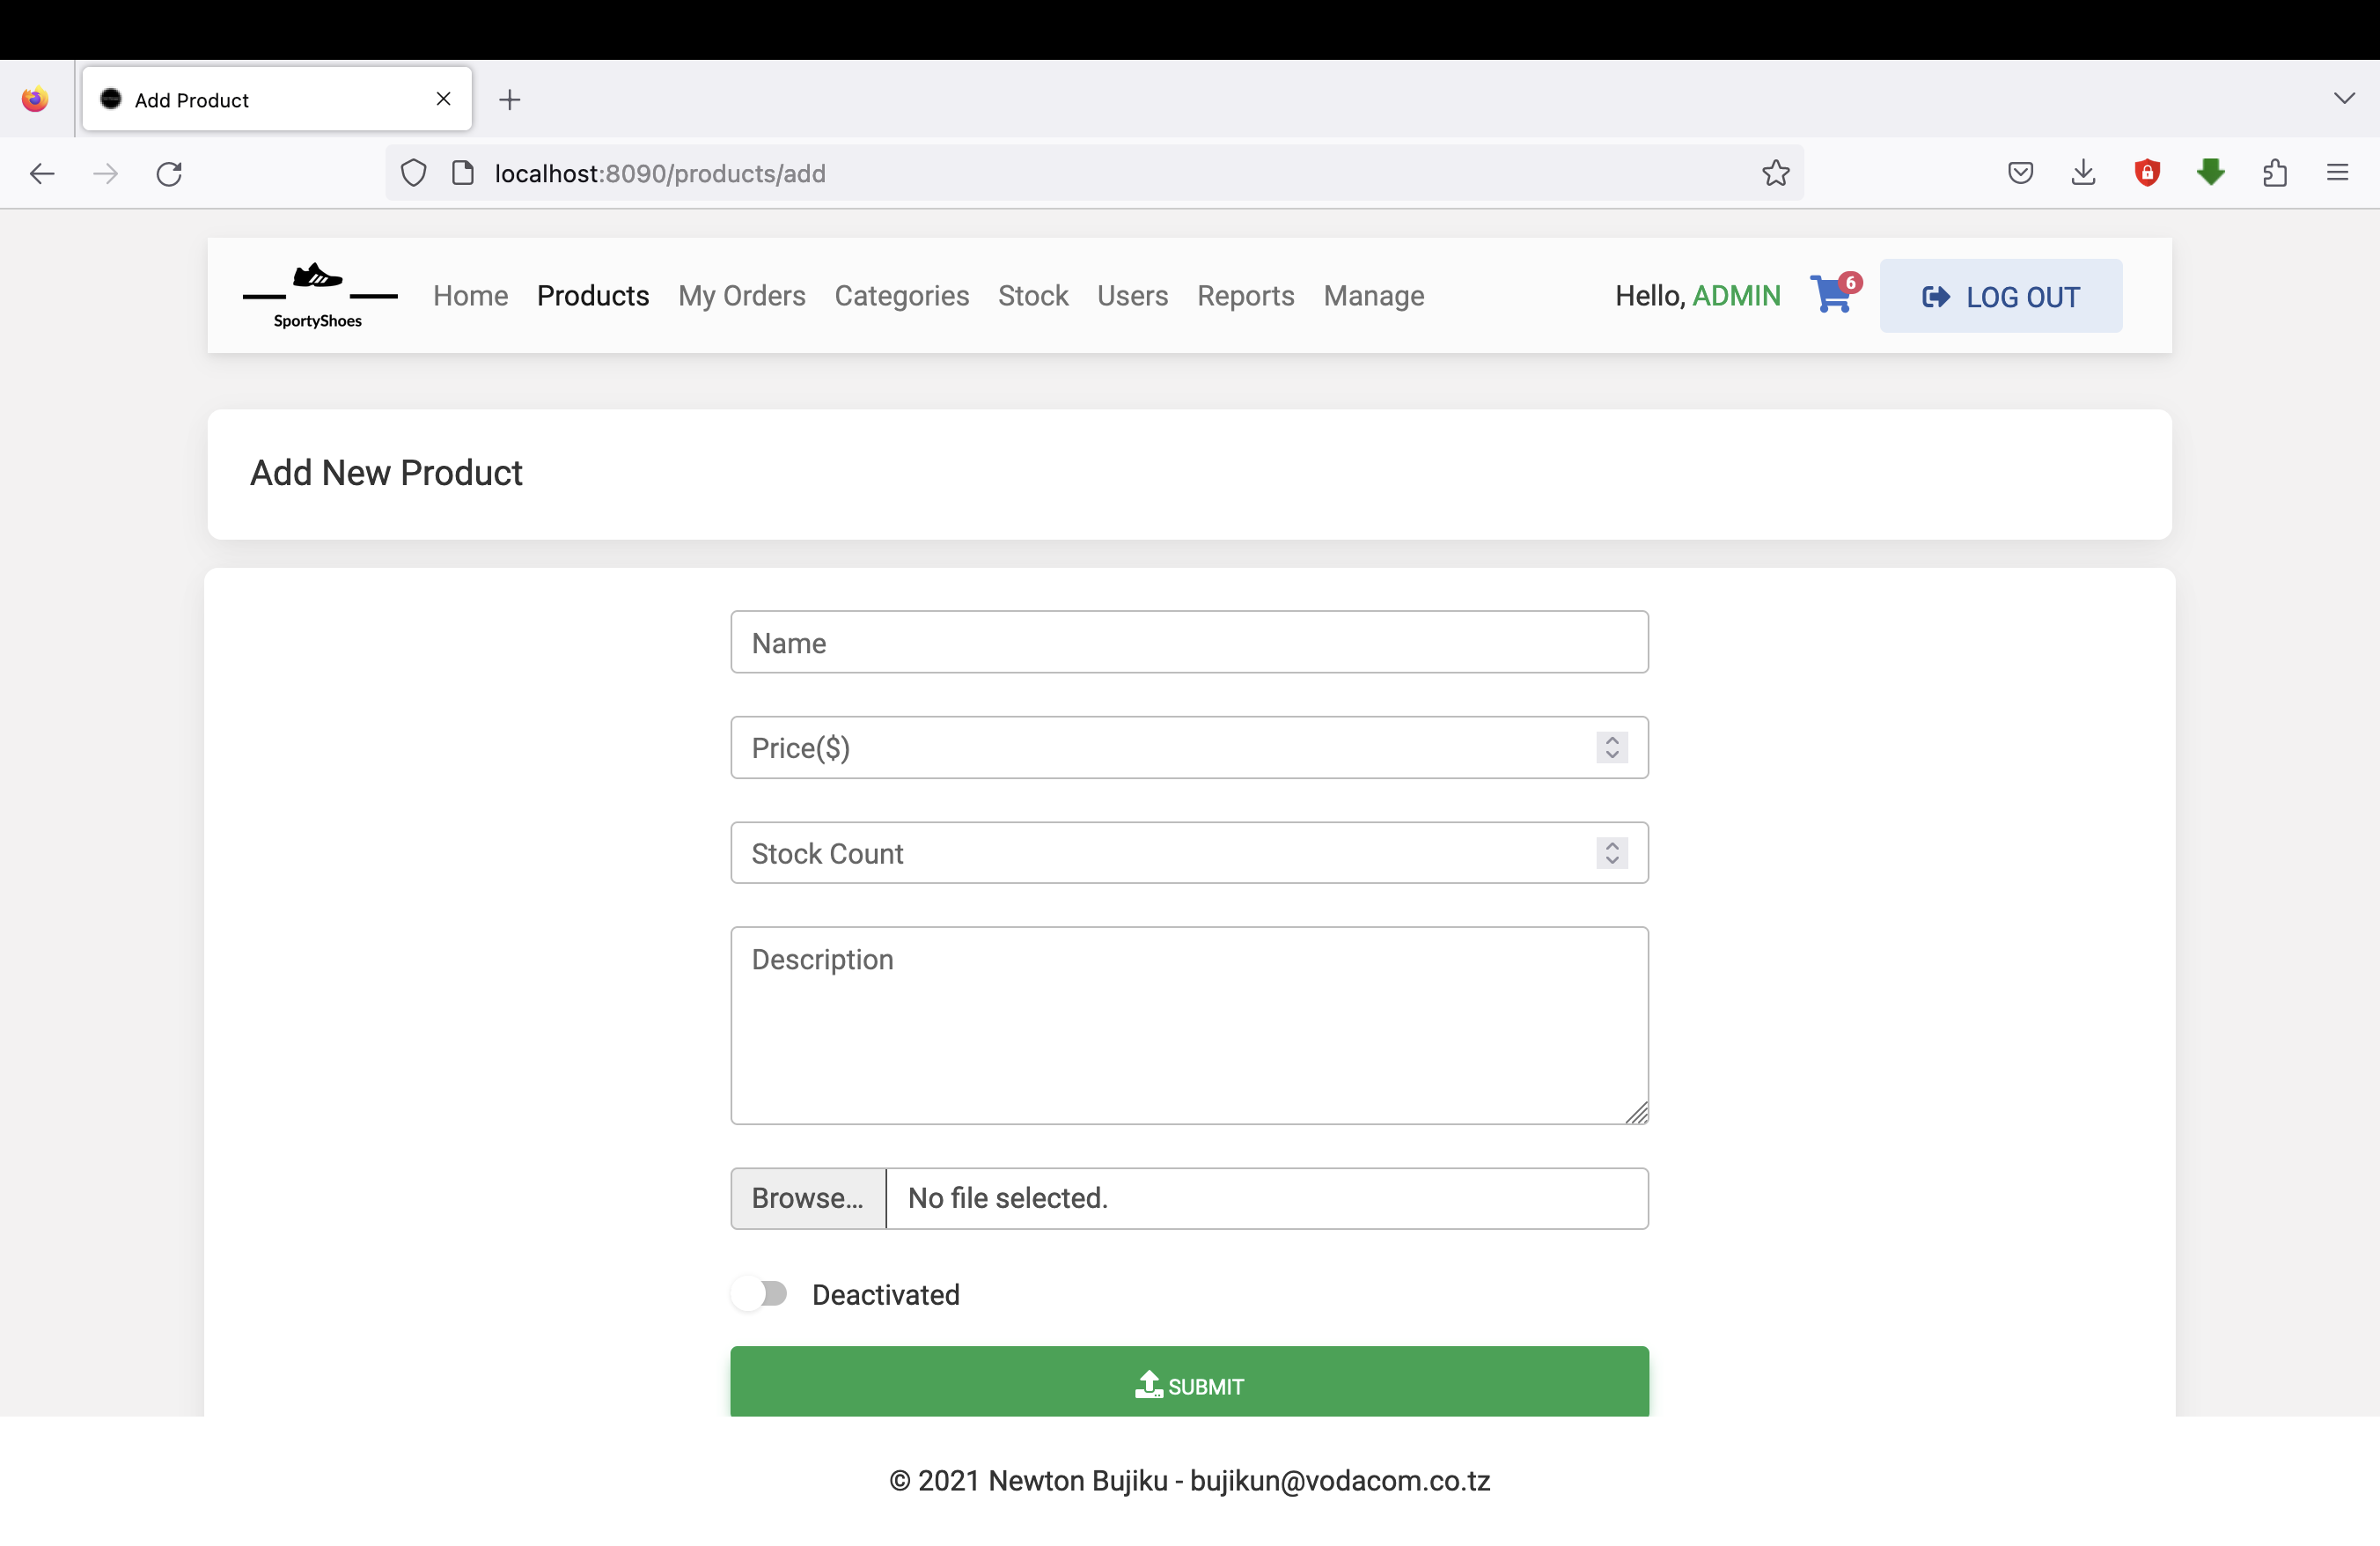 Add Product
localhost:8090/products/add
SportyShoes
Home Products My Orders Categories Stock Users Reports Manage Hello, ADMIN 6 LOG OUT
Add New Product
Name
Price($)
Stock Count
Description
Browse... No file selected.
Deactivated
SUBMIT
© 2021 Newton Bujiku - bujikun@vodacom.co.tz